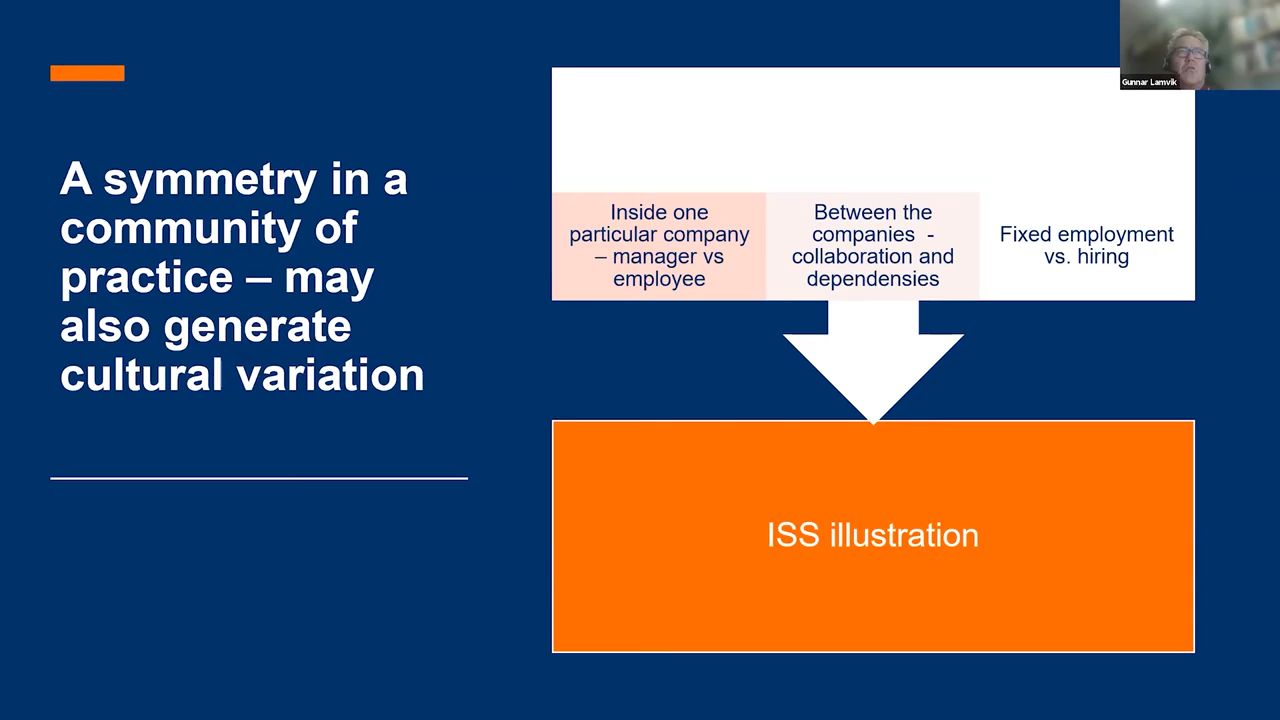 Gunnar Lamvik
A symmetry in a
community of
practice – may
also generate
cultural variation
Inside one
particular company
– manager vs
employee
Between the
companies -
collaboration and
dependensies
Fixed employment
vs. hiring
ISS illustration